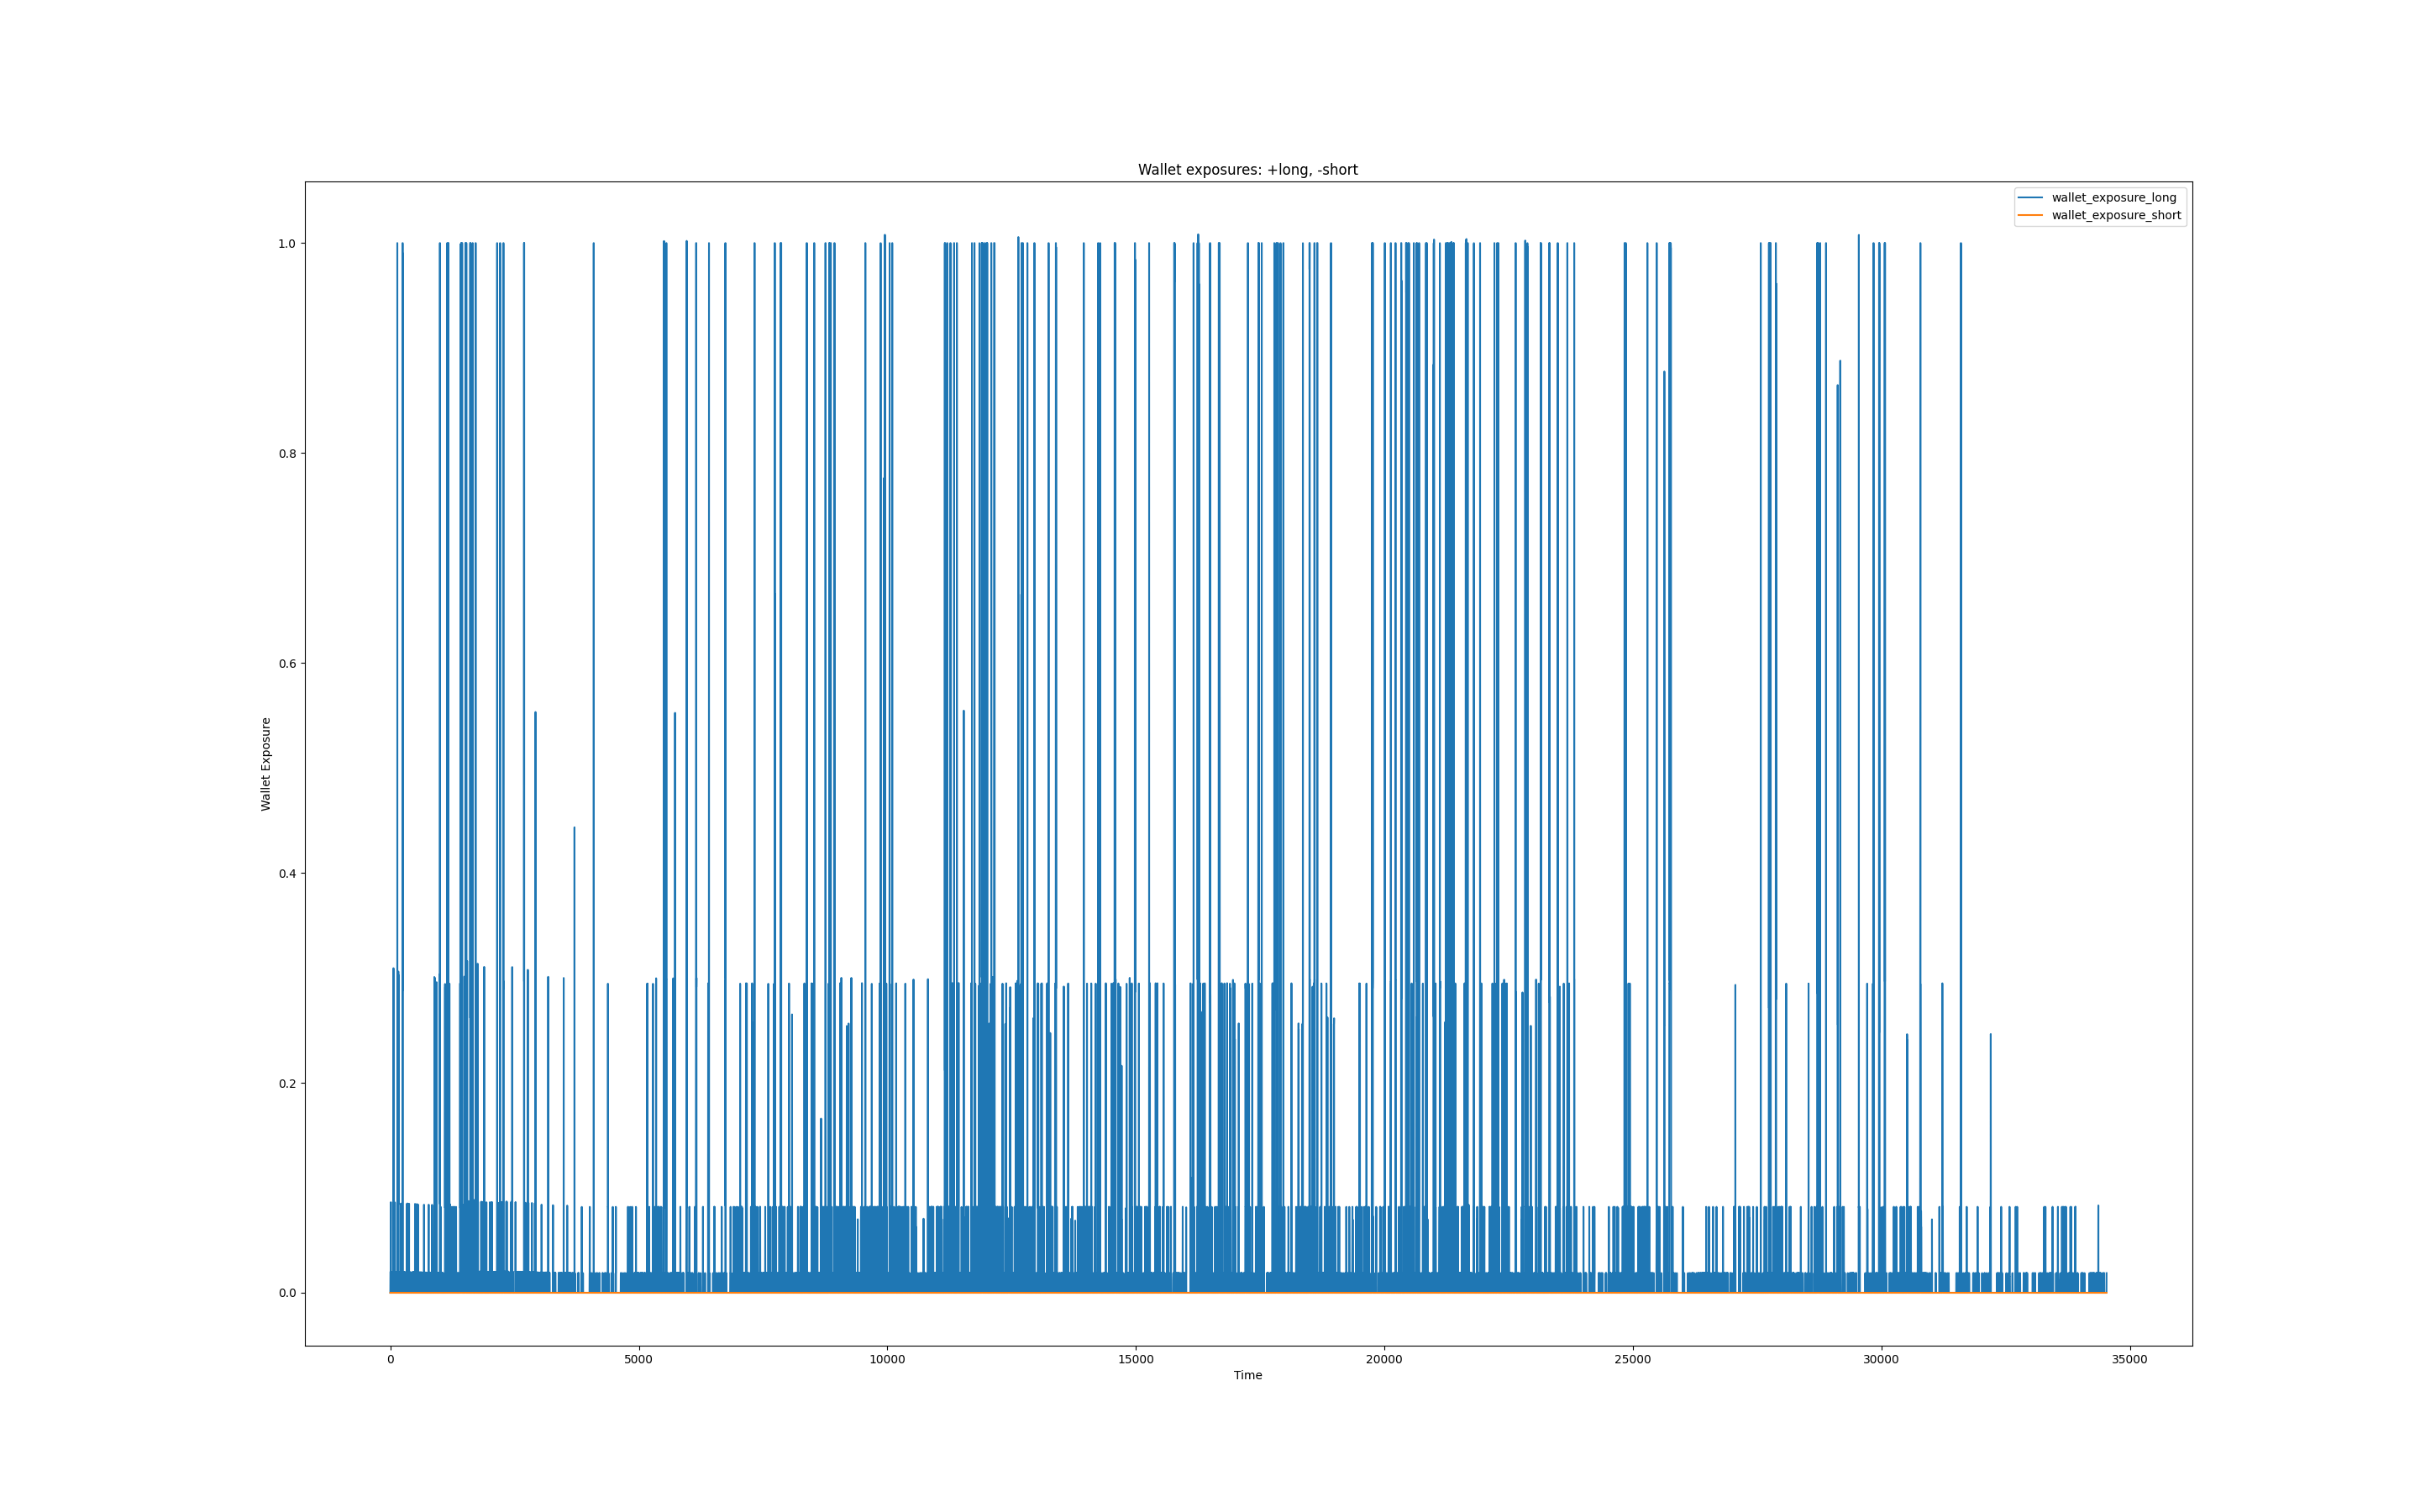 Wallet exposures: +long, -short
wallet_exposure_long
wallet_exposure_short
1.0
0.8
0.6
0.4
0.2
0.0
Wallet Exposure
0 5000 10000 15000 20000 25000 30000 35000
Time